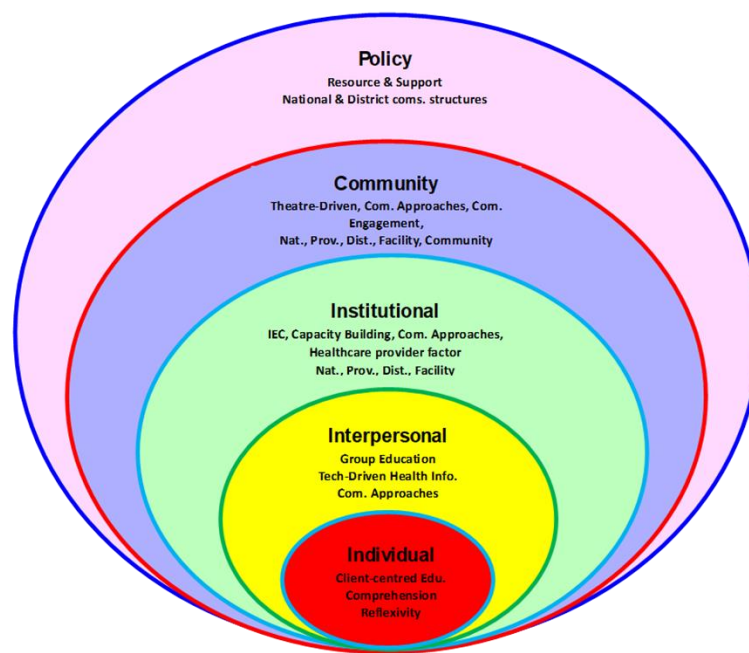 Policy
Resource & Support
National & District coms. structures
Community
Theatre-Driven, Com. Approaches, Com.
Engagement,
Nat., Prov., Dist., Facility, Community
Institutional
IEC, Capacity Building, Com. Approaches,
Healthcare provider factor
Nat., Prov., Dist., Facility
Interpersonal
Group Education
Tech-Driven Health Info.
Com. Approaches
Individual
Client-centred Edu.
Comprehension
Reflexivity